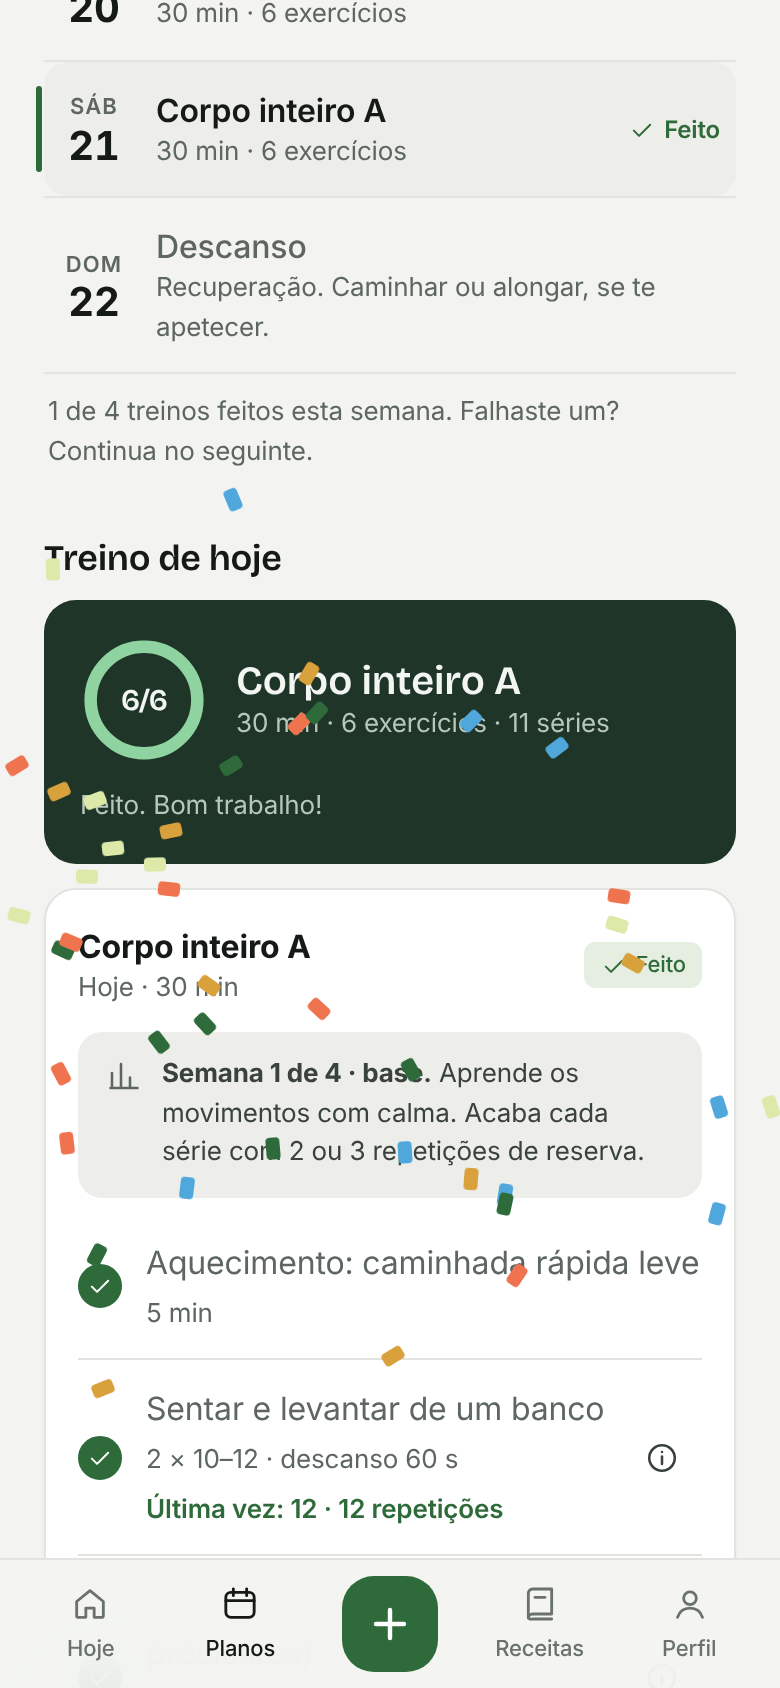 20
30 min · 6 exercícios
SÁB
21
Corpo inteiro A
30 min · 6 exercícios
Feito
DOM
22
Descanso
Recuperação. Caminhar ou alongar, se te
apetecer.
1 de 4 treinos feitos esta semana. Falhaste um?
Continua no seguinte.
Treino de hoje
6/6
Corpo inteiro A
30 min · 6 exercícios · 11 séries
Feito. Bom trabalho!
Corpo inteiro A
Hoje · 30 min
Feito
Semana 1 de 4 · base. Aprende os
movimentos com calma. Acaba cada
série com 2 ou 3 repetições de reserva.
Aquecimento: caminhada rápida leve
5 min
Sentar e levantar de um banco
2 × 10–12 · descanso 60 s
Última vez: 12 · 12 repetições
Hoje
Planos
Receitas
Perfil